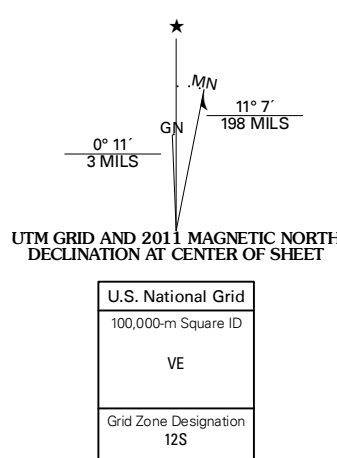 ★
MN
11° 7´
198 MILS
GN
0° 11´
3 MILS
UTM GRID AND 2011 MAGNETIC NORTH
DECLINATION AT CENTER OF SHEET
U.S. National Grid
100,000-m Square ID
VE
Grid Zone Designation
12S